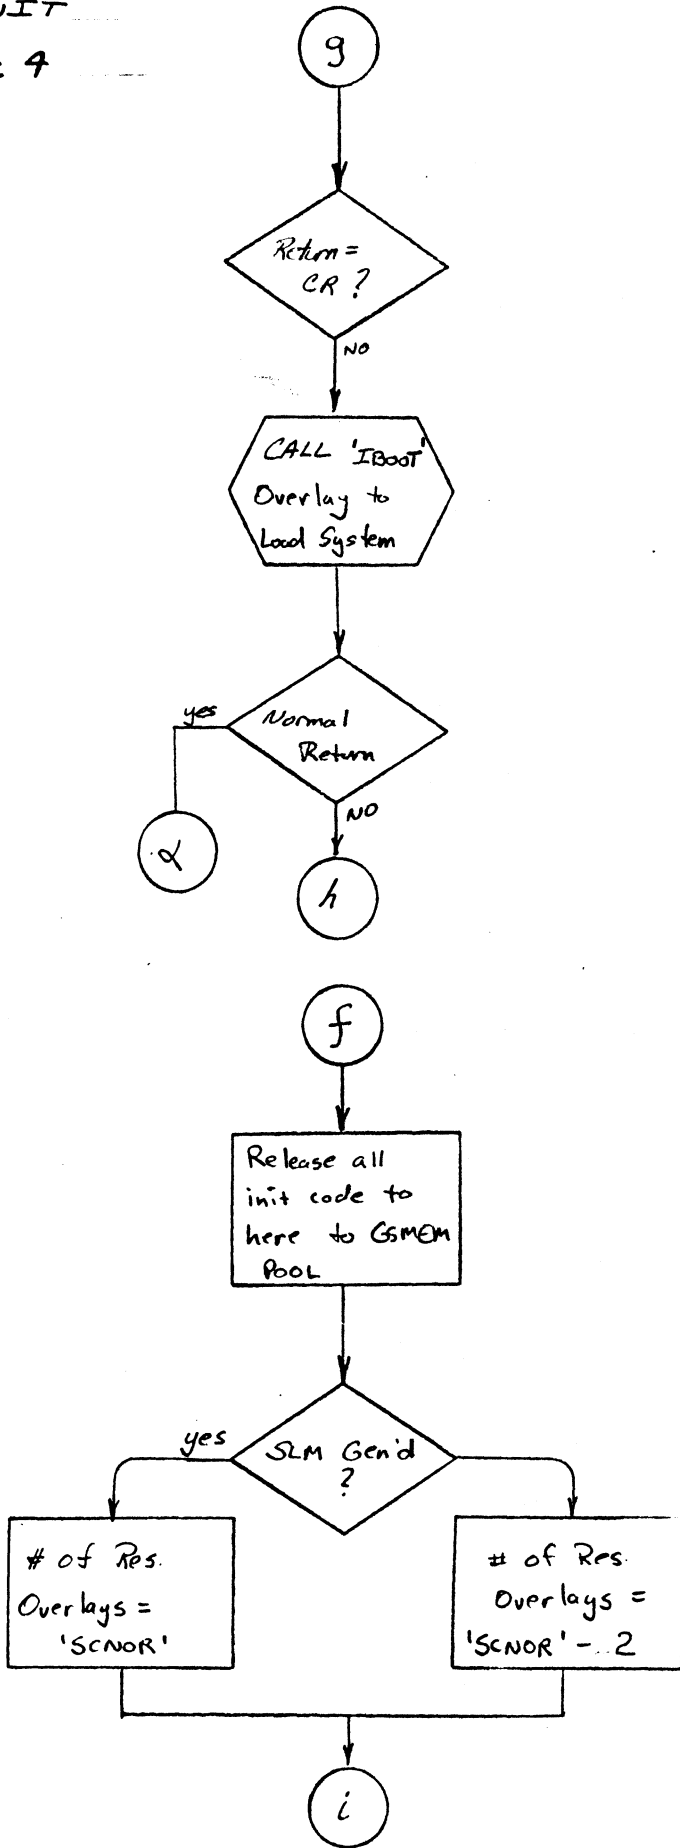 4
g
Return =
CR ?
NO
CALL 'IBOOT'
Overlay to
Load System
yes
Normal
Return
NO
α
h
f
Release all
init code to
here to GSMEM
POOL
yes
SLM Gen'd
?
# of Res.
Overlays =
'SCNOR'
# of Res.
Overlays =
'SCNOR' - 2
i